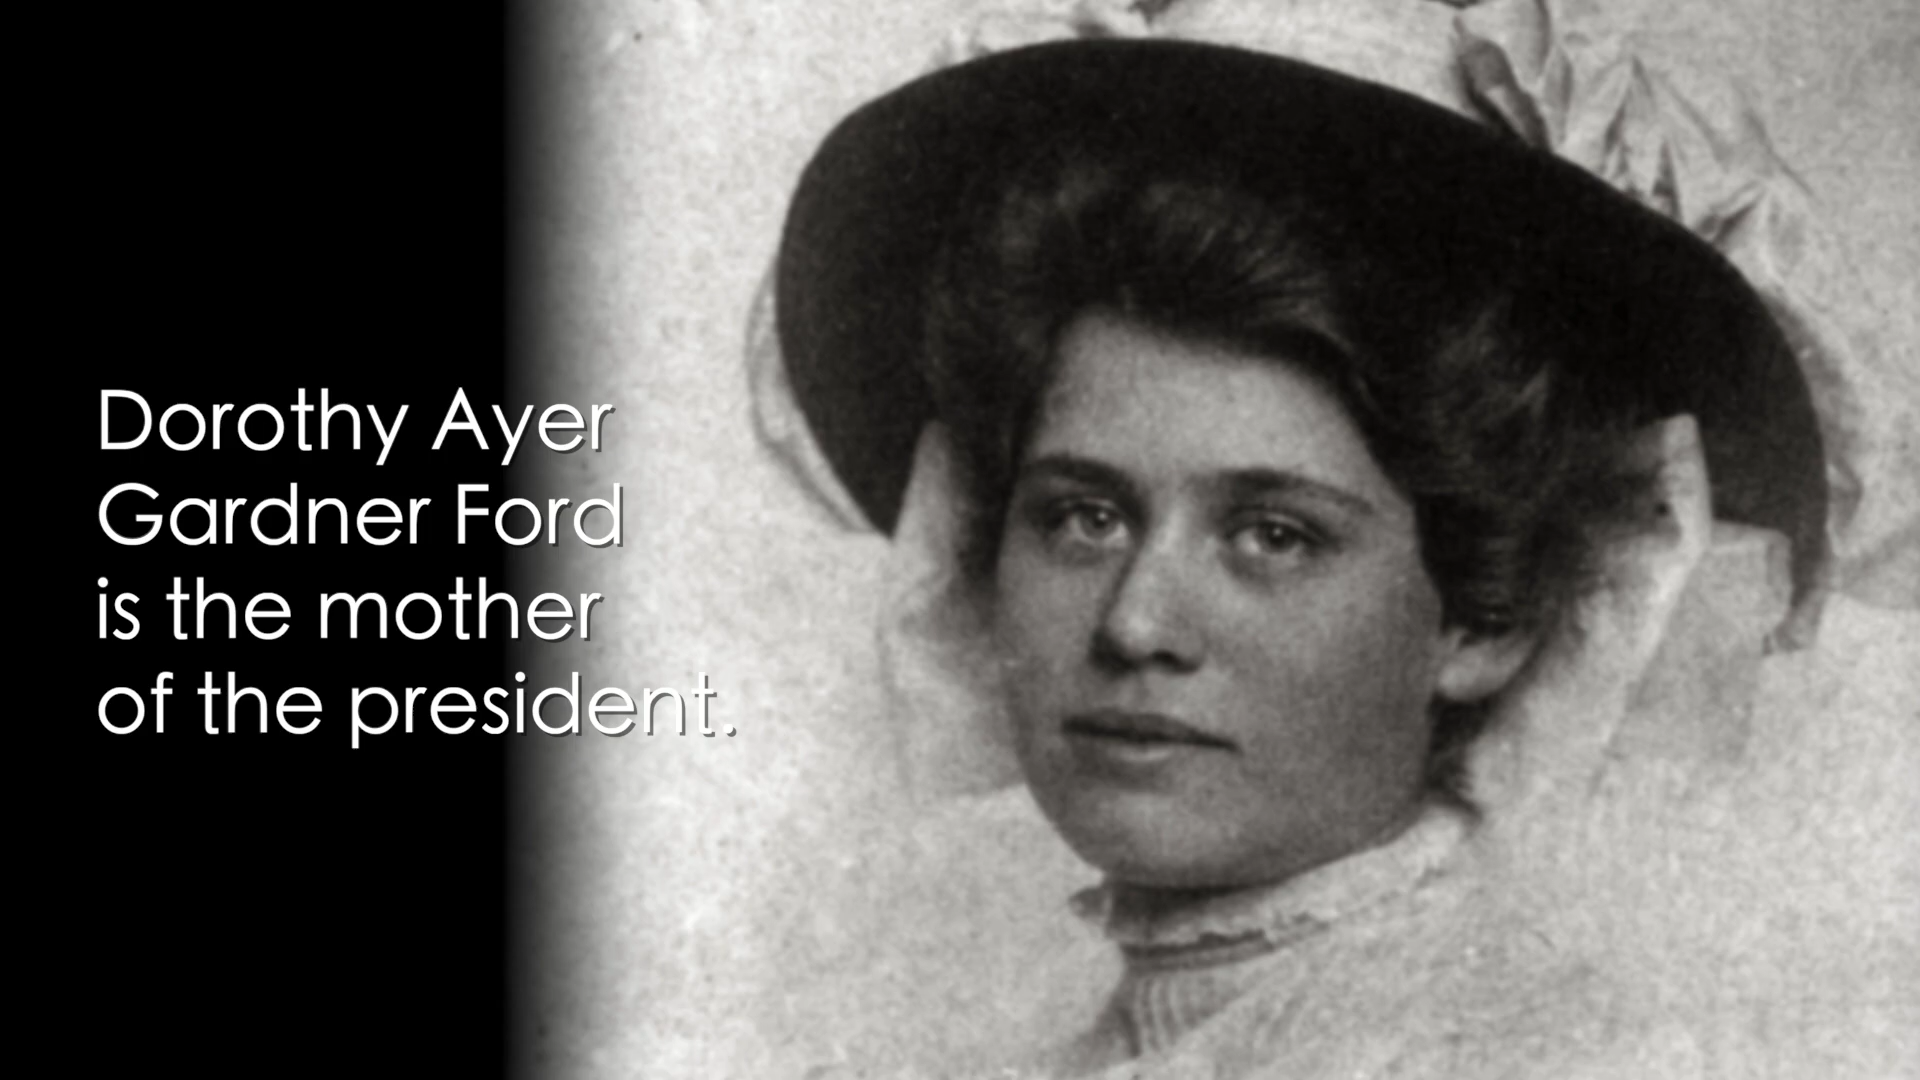 Dorothy Ayer
Gardner Ford
is the mother
of the president.